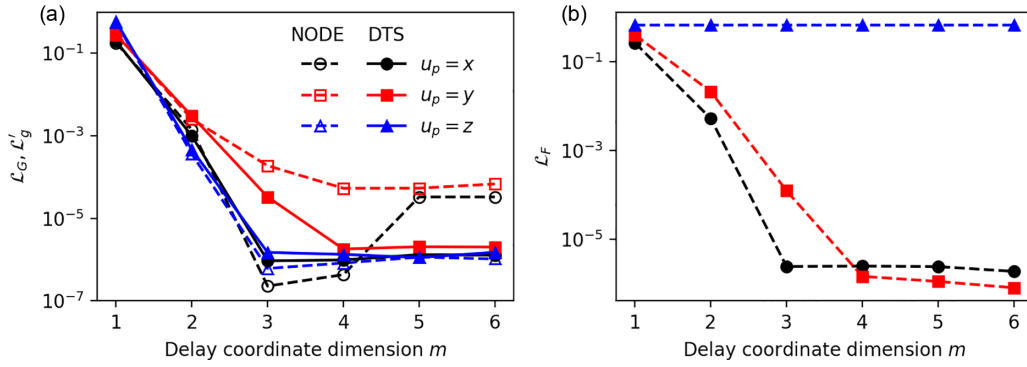 (a)
NODE DTS
u_p = x
u_p = y
u_p = z
10^{-1}
10^{-3}
10^{-5}
10^{-7}
ℒ_G, ℒ'_g
1 2 3 4 5 6
Delay coordinate dimension m
(b)
10^{-1}
10^{-3}
10^{-5}
ℒ_F
1 2 3 4 5 6
Delay coordinate dimension m